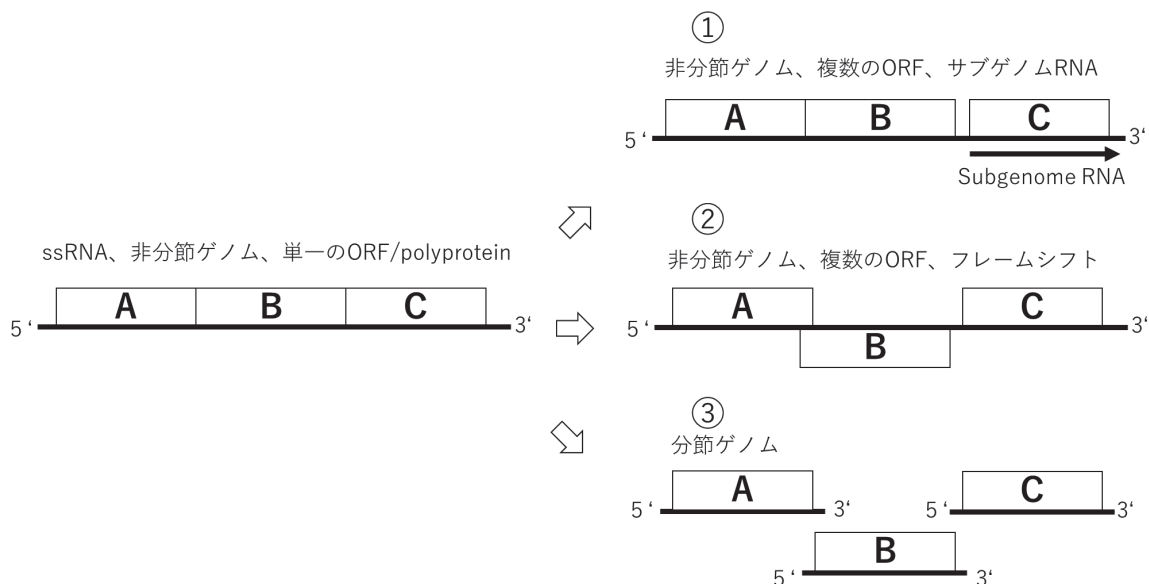 ssRNA、非分節ゲノム、単一のORF/polyprotein
A B C
5‘ 3‘
①
非分節ゲノム、複数のORF、サブゲノムRNA
A B C
5‘ 3‘
Subgenome RNA
②
非分節ゲノム、複数のORF、フレームシフト
A C
5‘ 3‘
B
③
分節ゲノム
A C
5‘ 3‘ 5‘ 3‘
B
5‘ 3‘